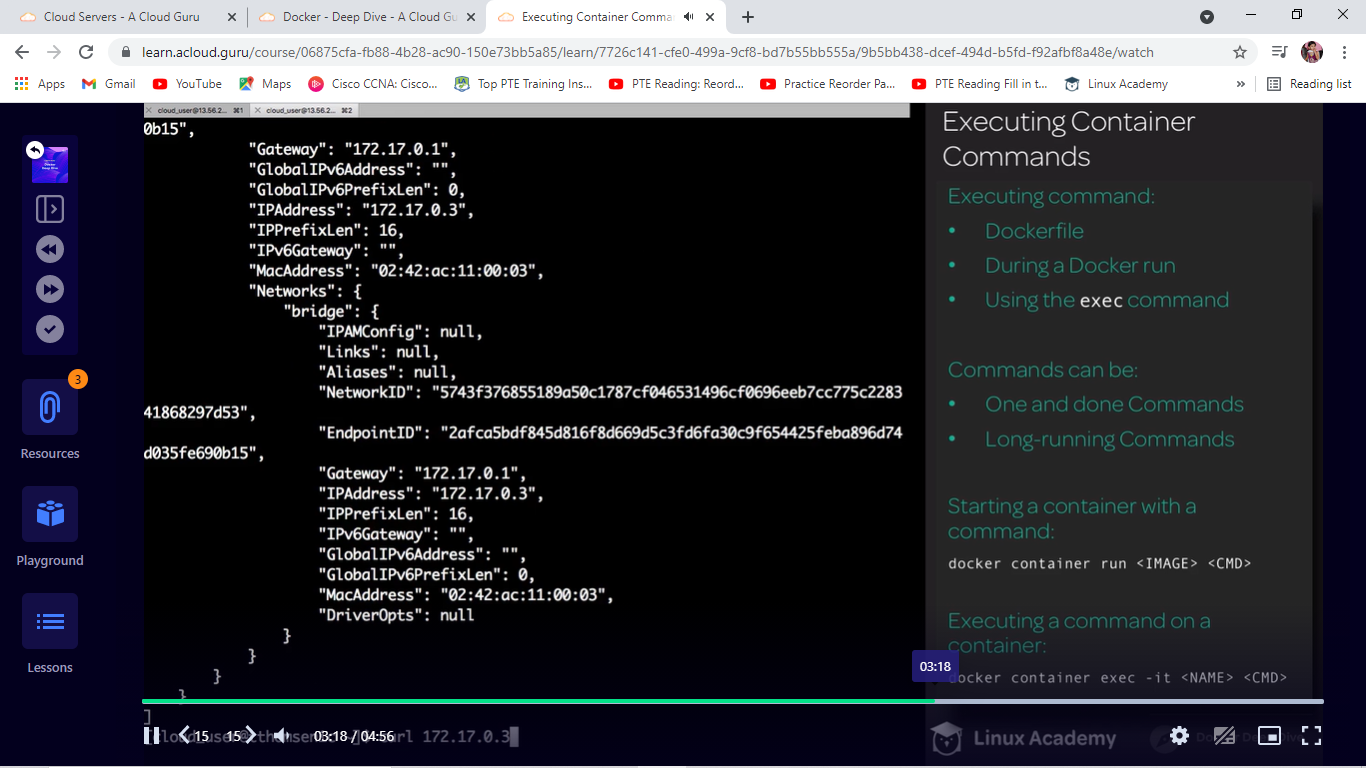 Cloud Servers - A Cloud Guru
Docker - Deep Dive - A Cloud Gu
Executing Container Comma
learn.acloud.guru/course/06875cfa-fb88-4b28-ac90-150e73bb5a85/learn/7726c141-cfe0-499a-9cf8-bd7b55bb555a/9b5bb438-dcef-494d-b5fd-f92afbf8a48e/watch
Apps
Gmail
YouTube
Maps
Cisco CCNA: Cisco...
Top PTE Training Ins...
PTE Reading: Reord...
Practice Reorder Pa...
PTE Reading Fill in t...
Linux Academy
»
Reading list
cloud_user@13.56.2... ⌘1
cloud_user@13.56.2... ⌘2
0b15",
"Gateway": "172.17.0.1",
"GlobalIPv6Address": "",
"GlobalIPv6PrefixLen": 0,
"IPAddress": "172.17.0.3",
"IPPrefixLen": 16,
"IPv6Gateway": "",
"MacAddress": "02:42:ac:11:00:03",
"Networks": {
"bridge": {
"IPAMConfig": null,
"Links": null,
"Aliases": null,
"NetworkID": "5743f376855189a50c1787cf046531496cf0696eeb7cc775c2283
41868297d53",
"EndpointID": "2afca5bdf845d816f8d669d5c3fd6fa30c9f654425feba896d74
d035fe690b15",
"Gateway": "172.17.0.1",
"IPAddress": "172.17.0.3",
"IPPrefixLen": 16,
"IPv6Gateway": "",
"GlobalIPv6Address": "",
"GlobalIPv6PrefixLen": 0,
"MacAddress": "02:42:ac:11:00:03",
"DriverOpts": null
}
}
}
}
]
curl 172.17.0.3
Executing Container
Commands
Executing command:
• Dockerfile
• During a Docker run
• Using the exec command
Commands can be:
• One and done Commands
• Long-running Commands
Starting a container with a
command:
docker container run <IMAGE> <CMD>
Executing a command on a
container:
docker container exec -it <NAME> <CMD>
Linux Academy
03:18
15
15
03:18 / 04:56
3
Resources
Playground
Lessons